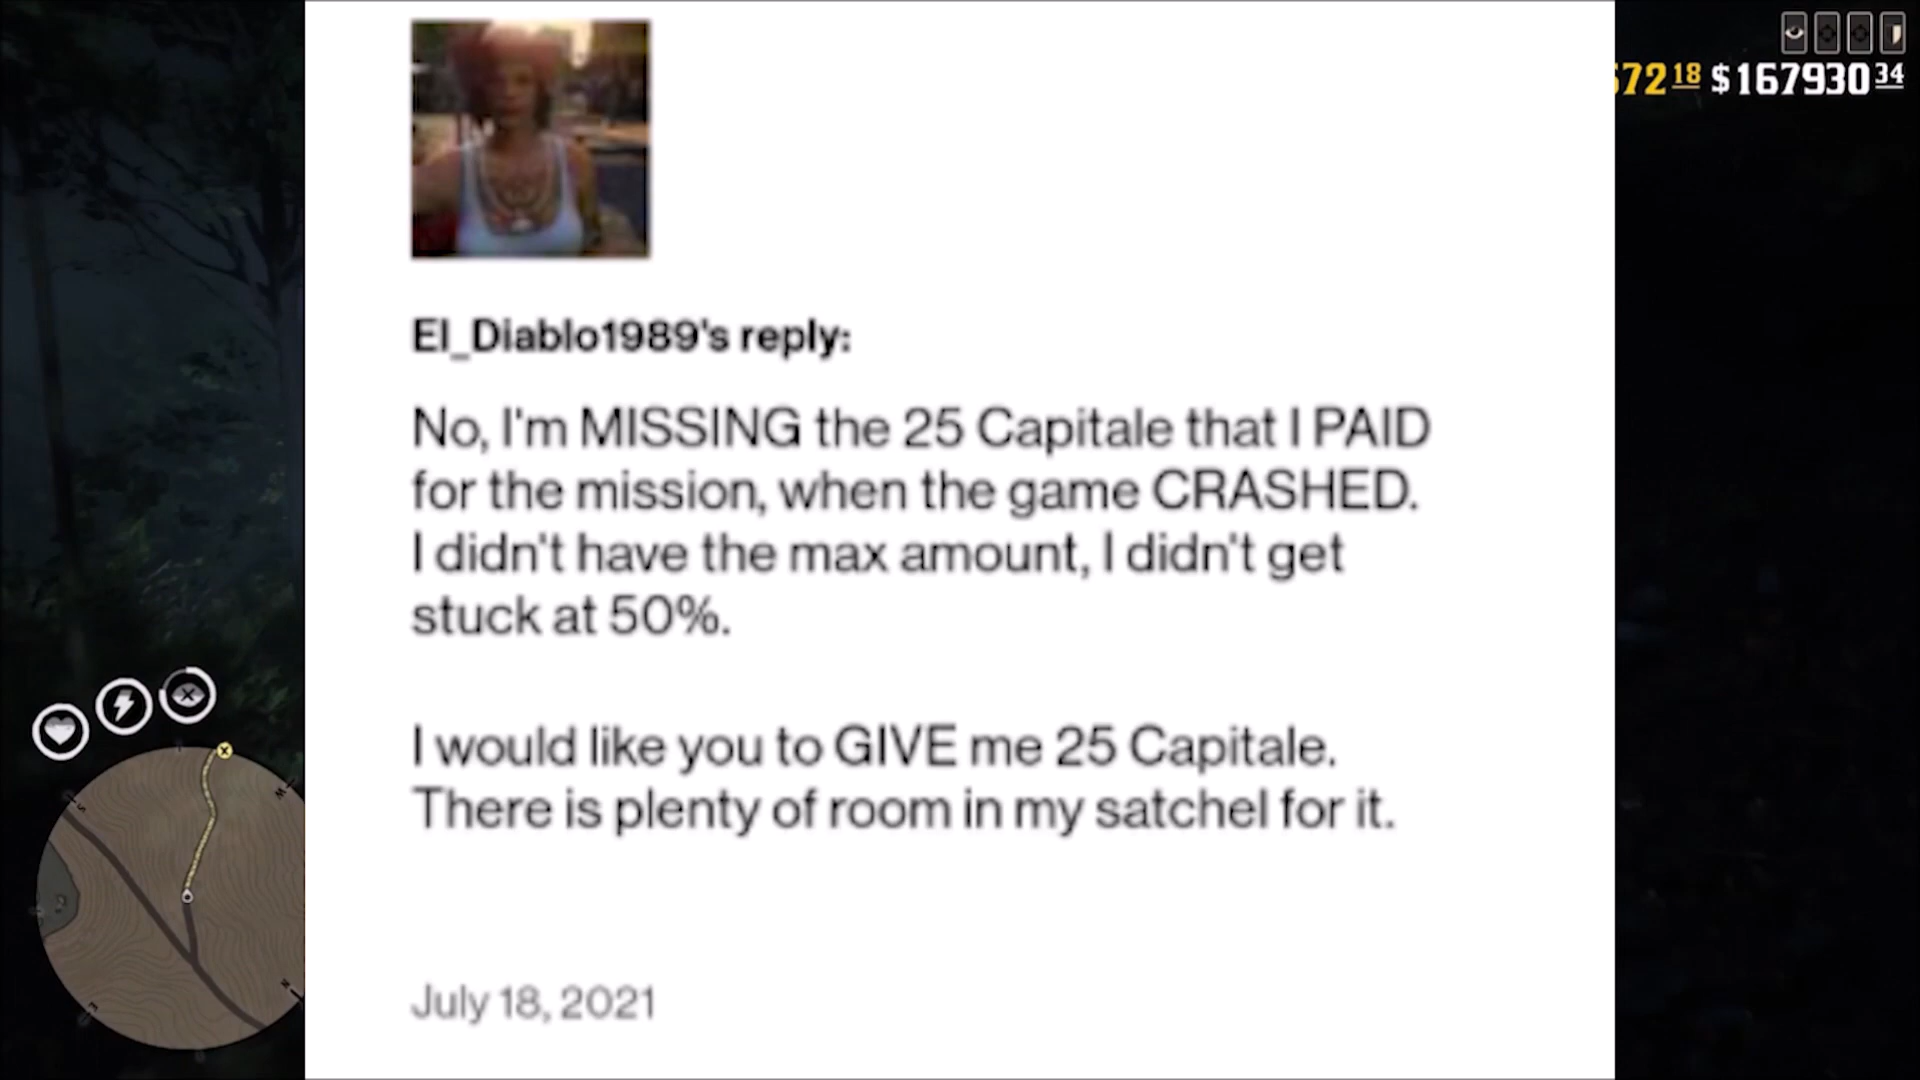 7218 $16793034
El_Diablo1989's reply:
No, I'm MISSING the 25 Capitale that I PAID
for the mission, when the game CRASHED.
I didn't have the max amount, I didn't get
stuck at 50%.
I would like you to GIVE me 25 Capitale.
There is plenty of room in my satchel for it.
July 18, 2021